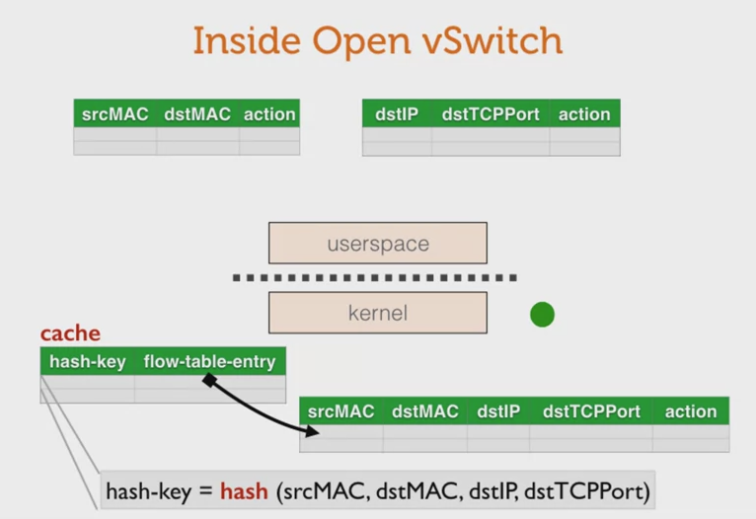 Inside Open vSwitch
srcMAC dstMAC action
dstIP dstTCPPort action
userspace
kernel
cache
hash-key flow-table-entry
srcMAC dstMAC dstIP dstTCPPort action
hash-key = hash (srcMAC, dstMAC, dstIP, dstTCPPort)